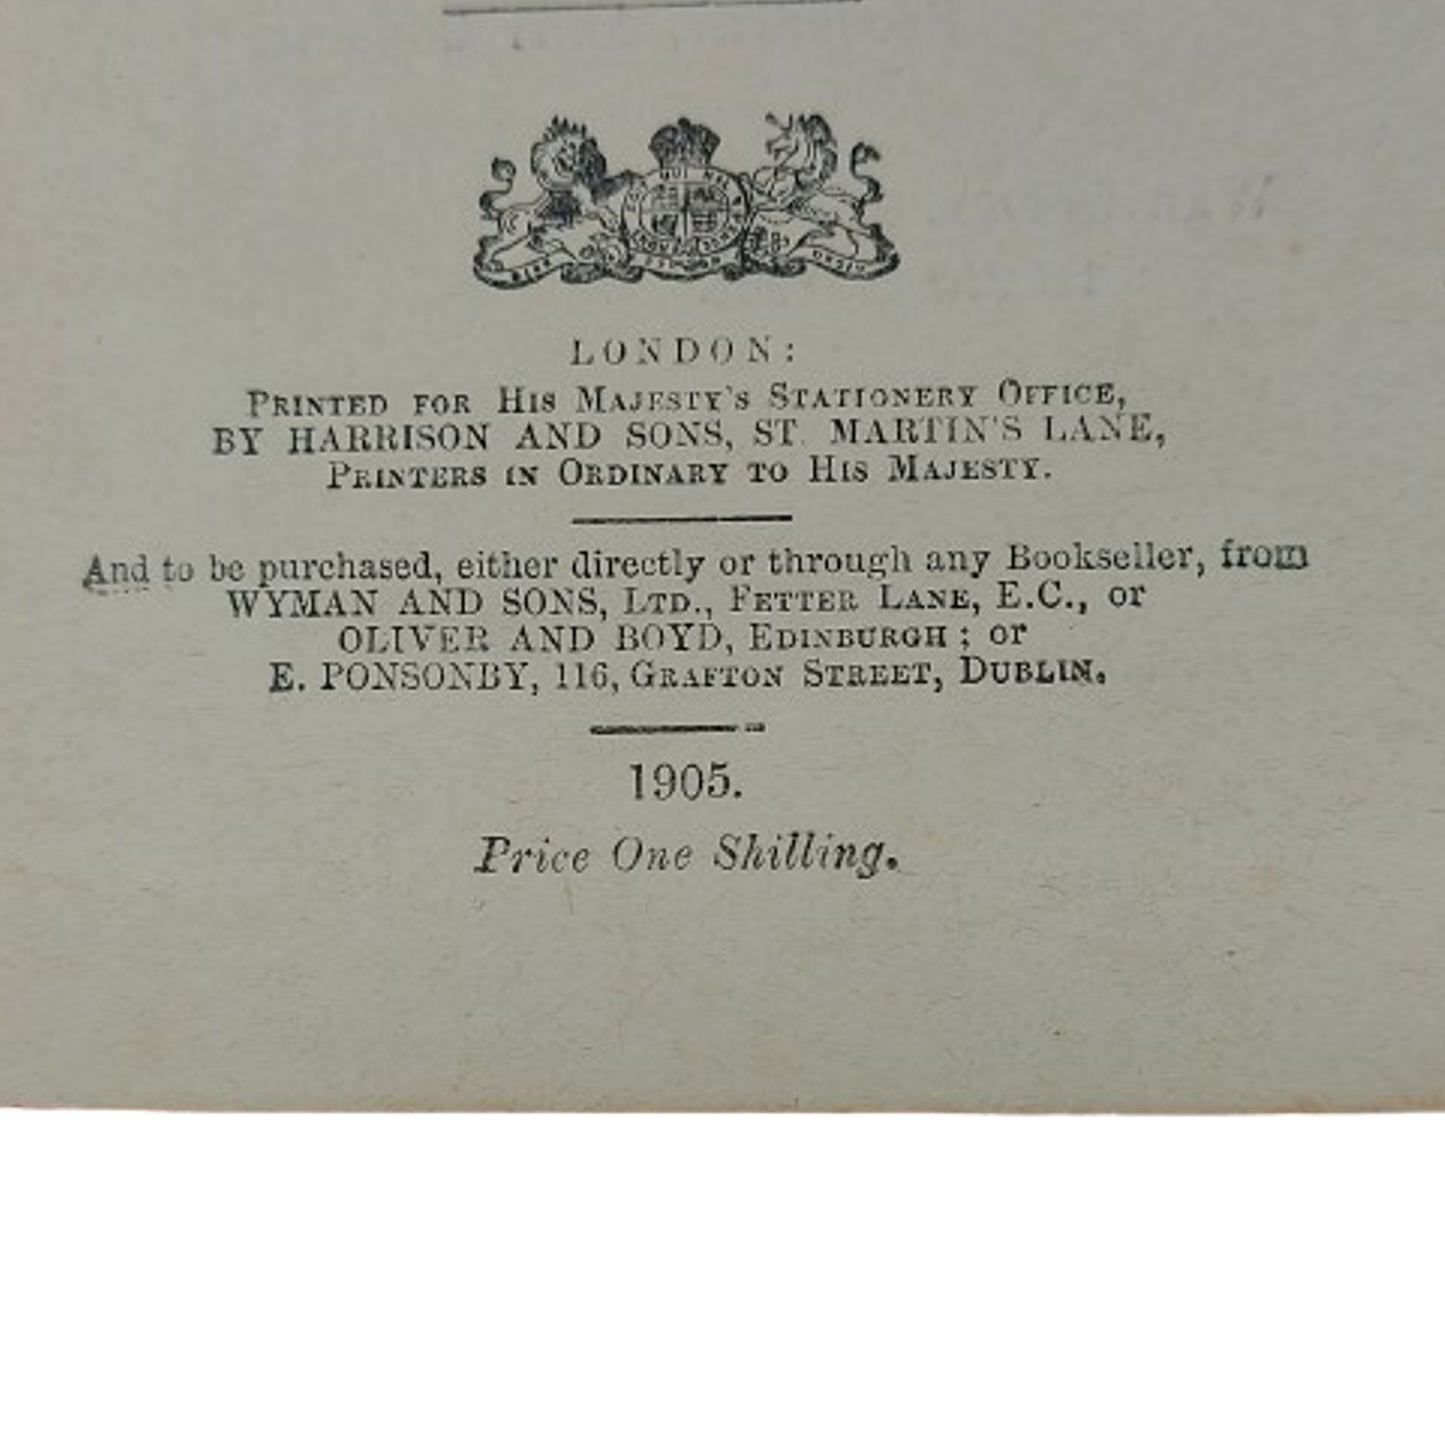 LONDON:
PRINTED FOR HIS MAJESTY'S STATIONERY OFFICE,
BY HARRISON AND SONS, ST. MARTIN'S LANE,
PRINTERS IN ORDINARY TO HIS MAJESTY.
And to be purchased, either directly or through any Bookseller, from
WYMAN AND SONS, LTD., FETTER LANE, E.C., or
OLIVER AND BOYD, EDINBURGH; or
E. PONSONBY, 116, GRAFTON STREET, DUBLIN.
1905.
Price One Shilling.